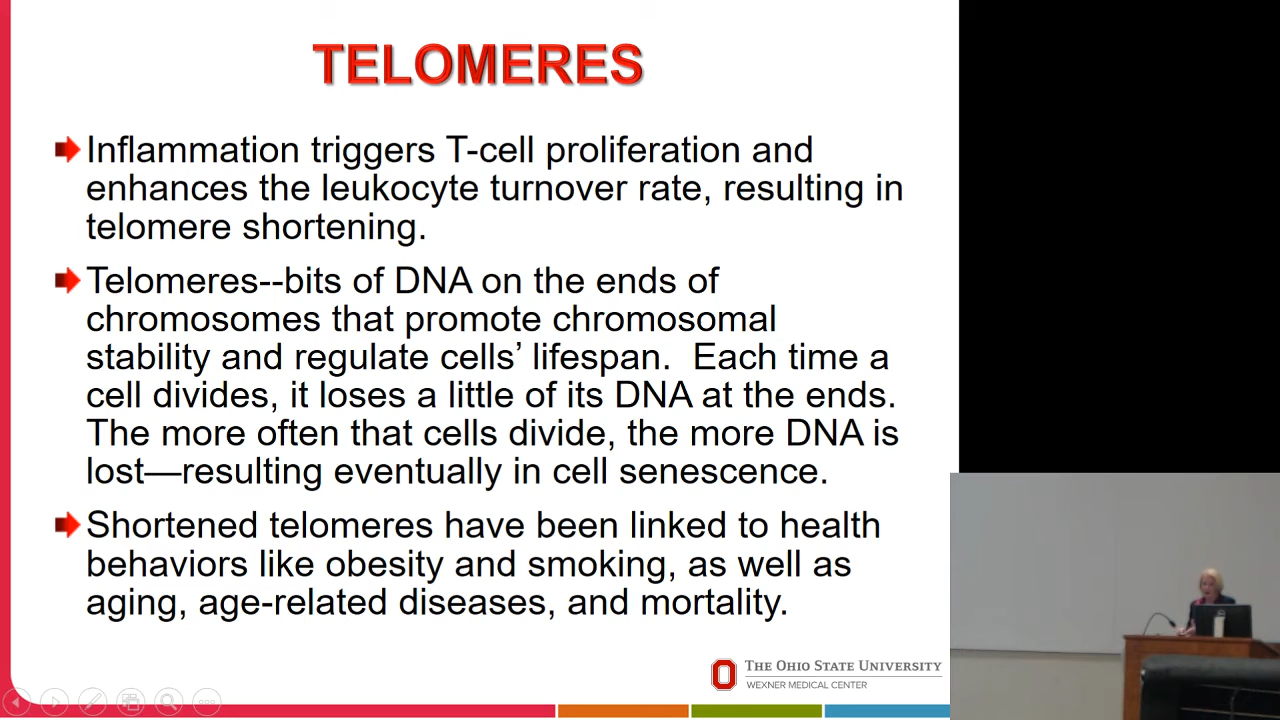 TELOMERES
Inflammation triggers T-cell proliferation and
enhances the leukocyte turnover rate, resulting in
telomere shortening.
Telomeres--bits of DNA on the ends of
chromosomes that promote chromosomal
stability and regulate cells’ lifespan.  Each time a
cell divides, it loses a little of its DNA at the ends.
The more often that cells divide, the more DNA is
lost—resulting eventually in cell senescence.
Shortened telomeres have been linked to health
behaviors like obesity and smoking, as well as
aging, age-related diseases, and mortality.
THE OHIO STATE UNIVERSITY
WEXNER MEDICAL CENTER